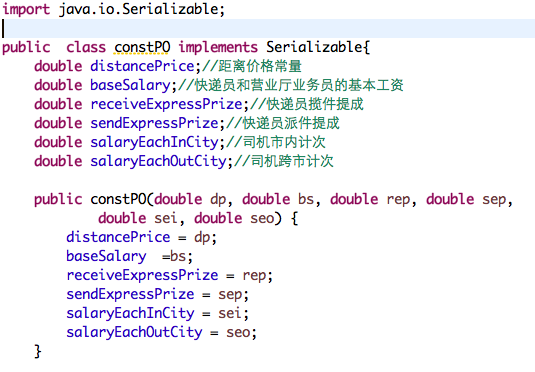 import java.io.Serializable;
public  class constPO implements Serializable{
    double distancePrice;//距离价格常量
    double baseSalary;//快递员和营业厅业务员的基本工资
    double receiveExpressPrize;//快递员揽件提成
    double sendExpressPrize;//快递员派件提成
    double salaryEachInCity;//司机市内计次
    double salaryEachOutCity;//司机跨市计次
    public constPO(double dp, double bs, double rep, double sep,
            double sei, double seo) {
        distancePrice = dp;
        baseSalary  =bs;
        receiveExpressPrize = rep;
        sendExpressPrize = sep;
        salaryEachInCity = sei;
        salaryEachOutCity = seo;
    }